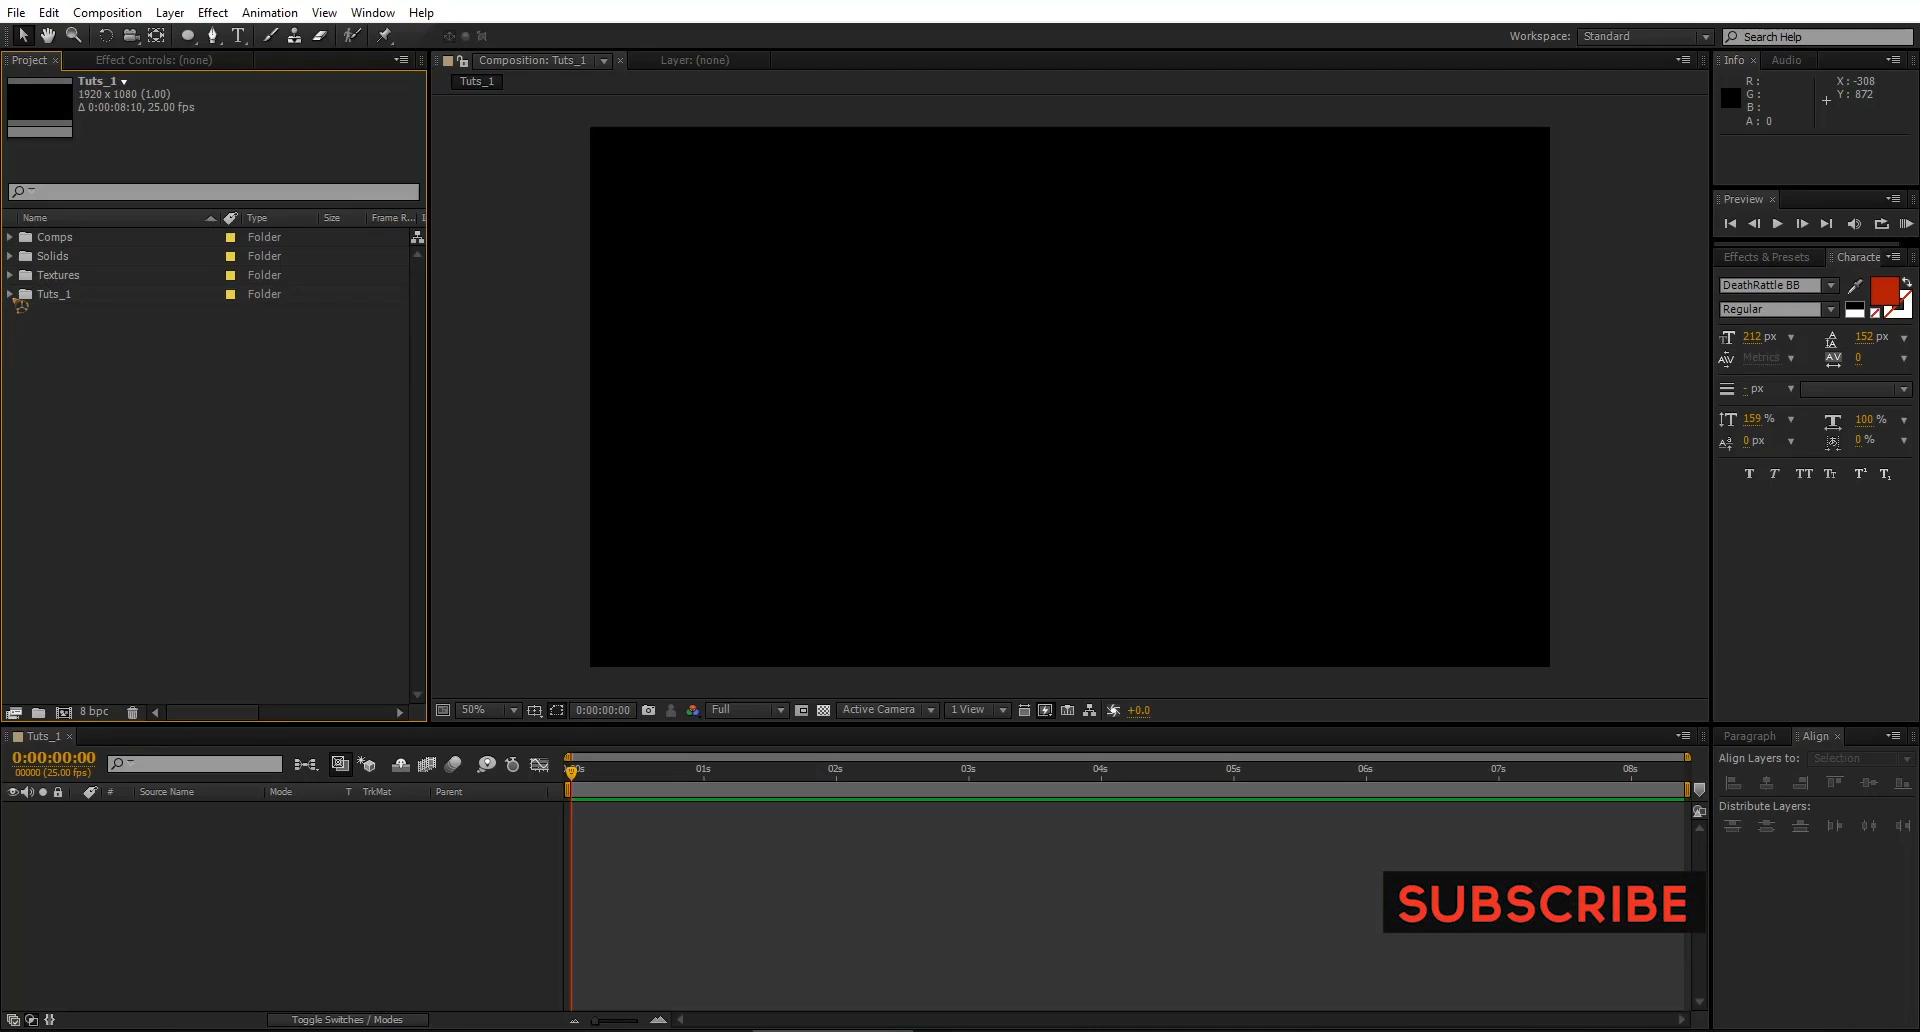 File Edit Composition Layer Effect Animation View Window Help
Workspace: Standard Search Help
Project Effect Controls: (none) Composition: Tuts_1 Layer: (none) Info Audio
Tuts_1
Tuts_1
1920 x 1080 (1.00)
Δ 0:00:08:10, 25.00 fps
R :
G :
B :
A : 0
X : -308
Y : 872
Preview
Name Type Size Frame R...
Comps Folder
Solids Folder
Textures Folder
Tuts_1 Folder
Effects & Presets Characte
DeathRattle BB
Regular
212 px 152 px
Metrics 0
- px
159 % 100 %
0 px 0 %
T T TT Tt T¹ T₁
8 bpc
50% 0:00:00:00 Full Active Camera 1 View +0.0
Tuts_1
0:00:00:00
00000 (25.00 fps)
01s 02s 03s 04s 05s 06s 07s 08s
# Source Name Mode T TrkMat Parent
Paragraph Align
Align Layers to: Selection
Distribute Layers:
SUBSCRIBE
Toggle Switches / Modes